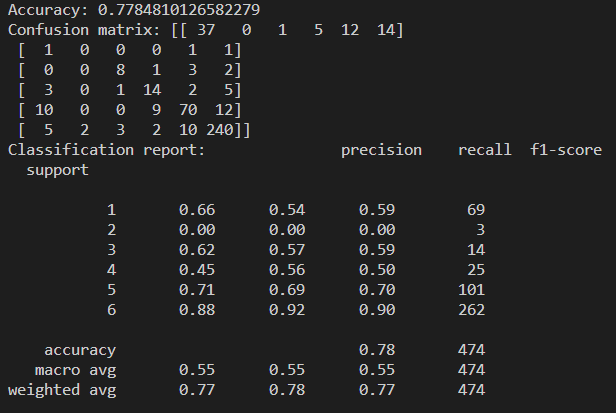 Accuracy: 0.7784810126582279
Confusion matrix: [[ 37   0   1   5  12  14]
 [  1   0   0   0   1   1]
 [  0   0   8   1   3   2]
 [  3   0   1  14   2   5]
 [ 10   0   0   9  70  12]
 [  5   2   3   2  10 240]]
Classification report:               precision    recall  f1-score
  support

           1       0.66      0.54      0.59        69
           2       0.00      0.00      0.00         3
           3       0.62      0.57      0.59        14
           4       0.45      0.56      0.50        25
           5       0.71      0.69      0.70       101
           6       0.88      0.92      0.90       262

    accuracy                           0.78       474
   macro avg       0.55      0.55      0.55       474
weighted avg       0.77      0.78      0.77       474